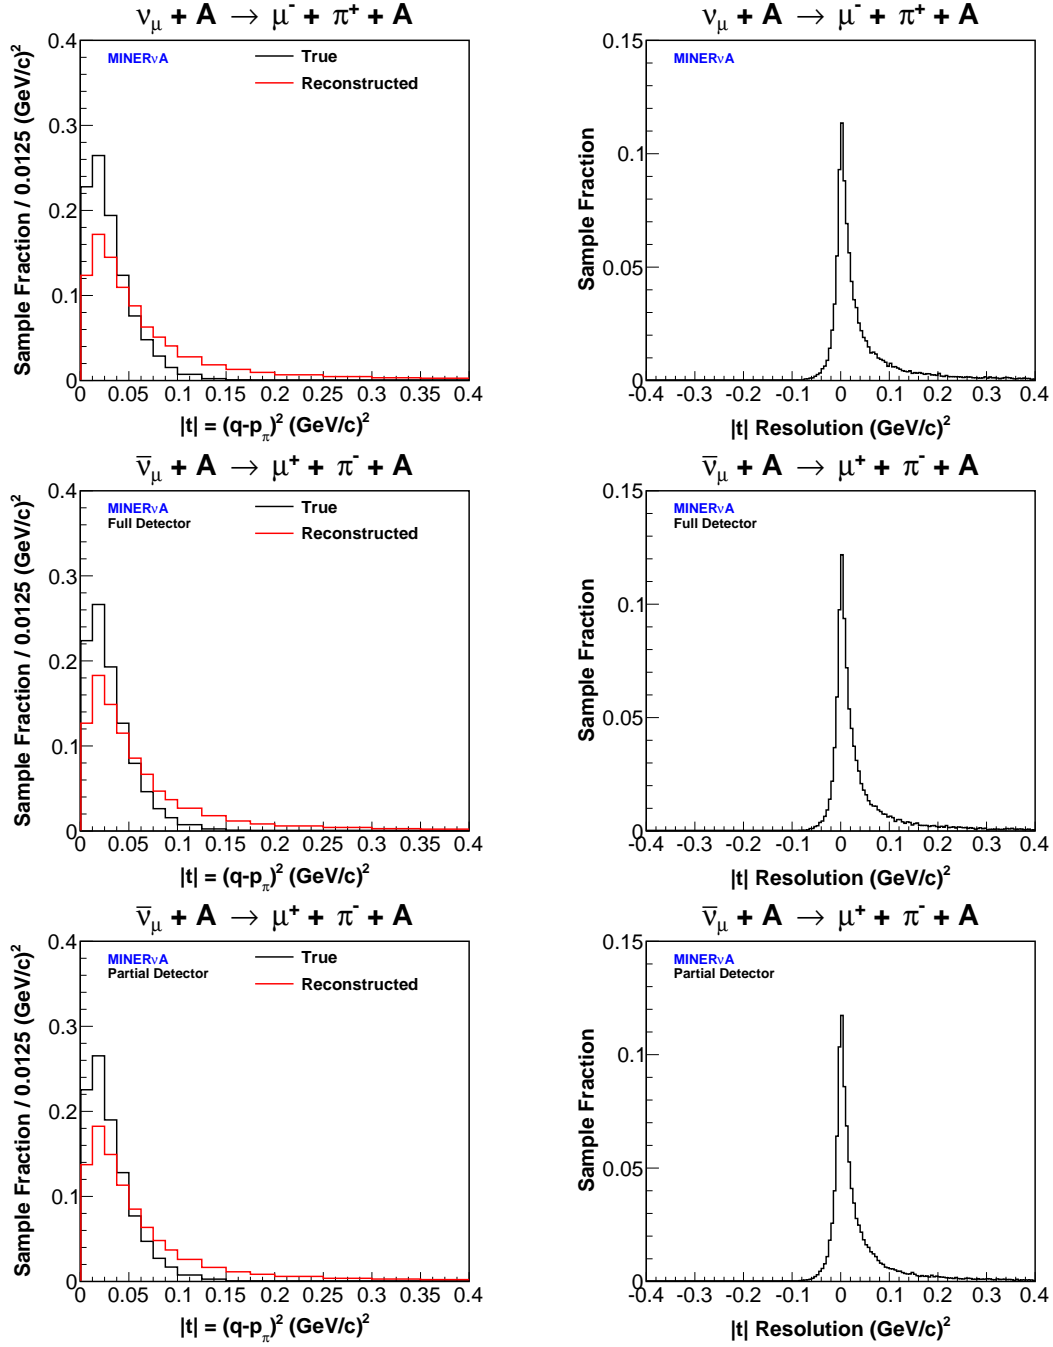 νμ + A → μ- + π+ + A
MINERνA
True
Reconstructed
Sample Fraction / 0.0125 (GeV/c)²
0.4
0.3
0.2
0.1
0
0 0.05 0.1 0.15 0.2 0.25 0.3 0.35 0.4
|t| = (q-pπ)² (GeV/c)²
νμ + A → μ- + π+ + A
MINERνA
Sample Fraction
0.15
0.1
0.05
0
-0.4 -0.3 -0.2 -0.1 0 0.1 0.2 0.3 0.4
|t| Resolution (GeV/c)²
ν̅μ + A → μ+ + π- + A
MINERνA
Full Detector
True
Reconstructed
Sample Fraction / 0.0125 (GeV/c)²
0.4
0.3
0.2
0.1
0
0 0.05 0.1 0.15 0.2 0.25 0.3 0.35 0.4
|t| = (q-pπ)² (GeV/c)²
ν̅μ + A → μ+ + π- + A
MINERνA
Full Detector
Sample Fraction
0.15
0.1
0.05
0
-0.4 -0.3 -0.2 -0.1 0 0.1 0.2 0.3 0.4
|t| Resolution (GeV/c)²
ν̅μ + A → μ+ + π- + A
MINERνA
Partial Detector
True
Reconstructed
Sample Fraction / 0.0125 (GeV/c)²
0.4
0.3
0.2
0.1
0
0 0.05 0.1 0.15 0.2 0.25 0.3 0.35 0.4
|t| = (q-pπ)² (GeV/c)²
ν̅μ + A → μ+ + π- + A
MINERνA
Partial Detector
Sample Fraction
0.15
0.1
0.05
0
-0.4 -0.3 -0.2 -0.1 0 0.1 0.2 0.3 0.4
|t| Resolution (GeV/c)²